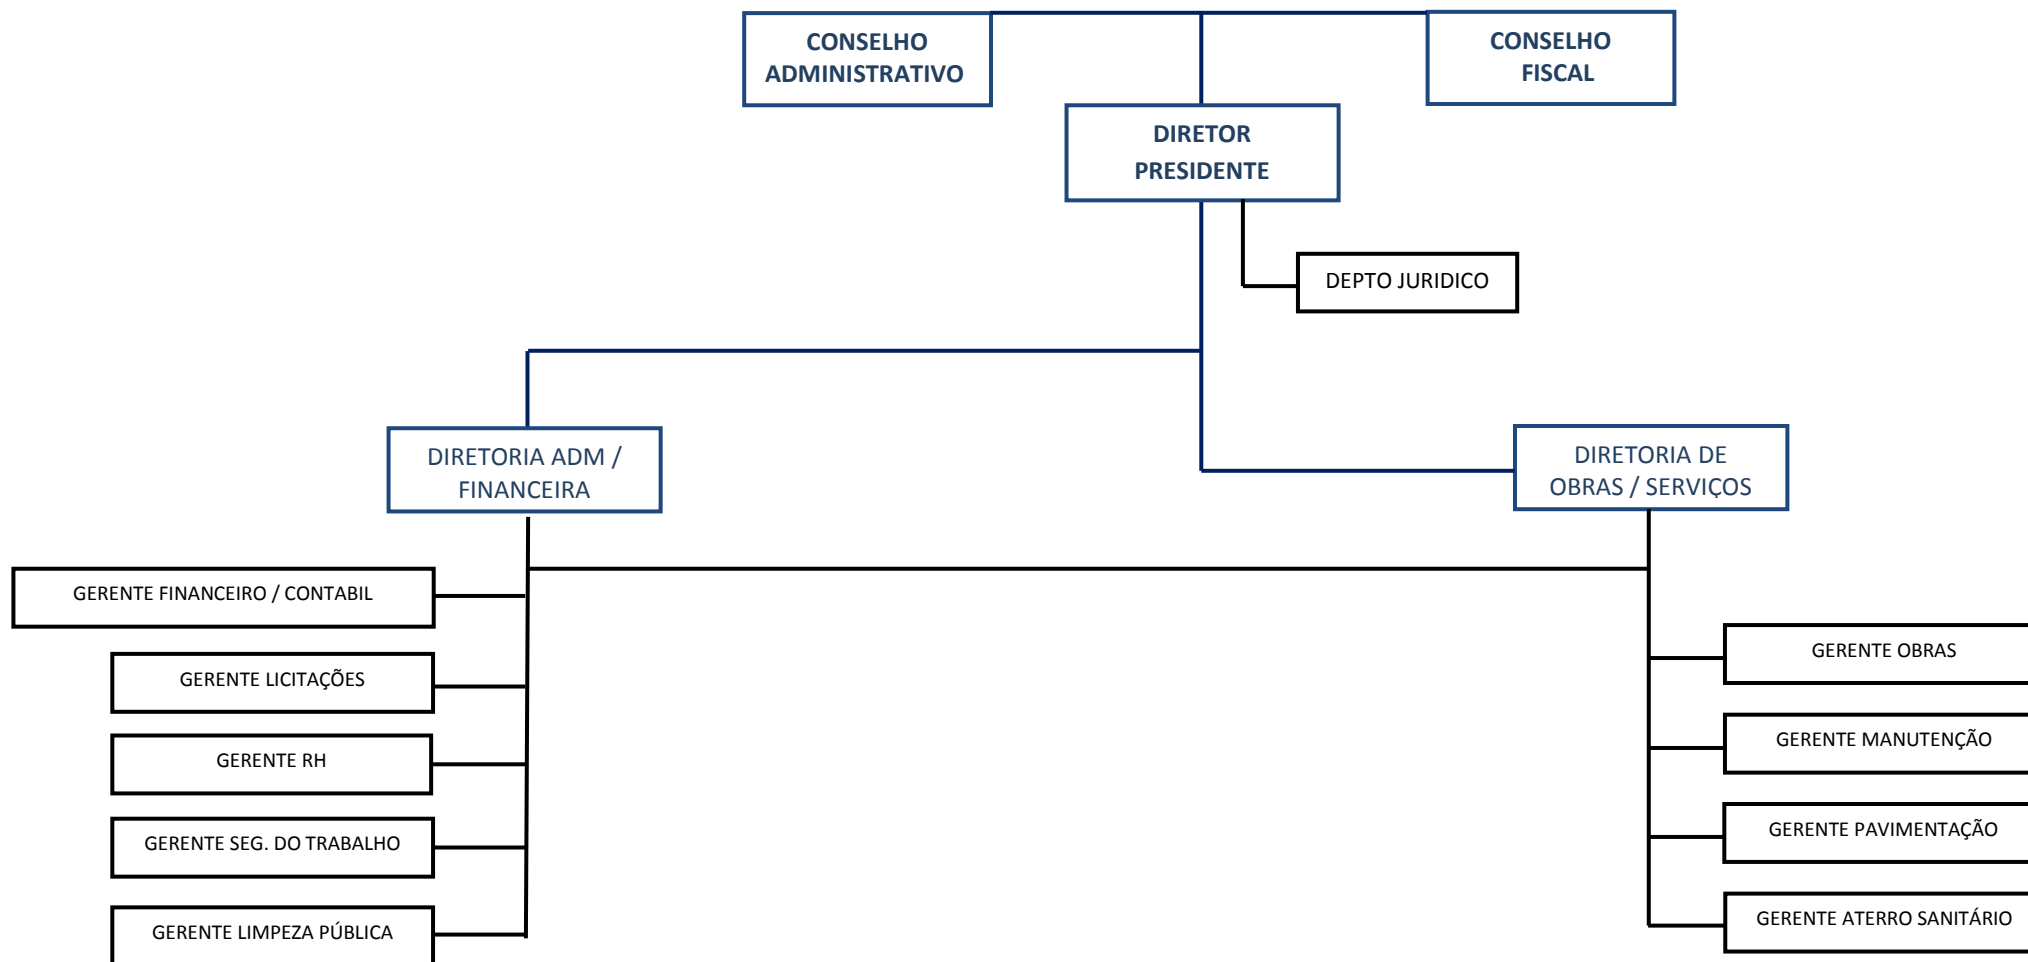 CONSELHO
ADMINISTRATIVO
CONSELHO
FISCAL
DIRETOR
PRESIDENTE
DEPTO JURIDICO
DIRETORIA ADM /
FINANCEIRA
DIRETORIA DE
OBRAS / SERVIÇOS
GERENTE FINANCEIRO / CONTABIL
GERENTE LICITAÇÕES
GERENTE RH
GERENTE SEG. DO TRABALHO
GERENTE LIMPEZA PÚBLICA
GERENTE OBRAS
GERENTE MANUTENÇÃO
GERENTE PAVIMENTAÇÃO
GERENTE ATERRO SANITÁRIO